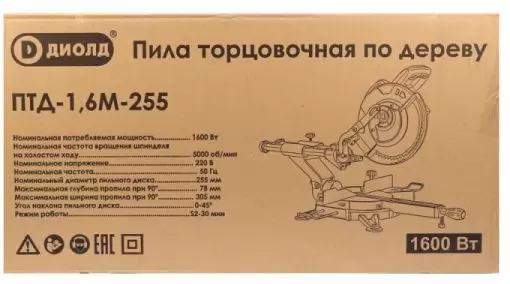 D ДИОЛД®
Пила торцовочная по дереву
ПТД-1,6М-255
Номинальная потребляемая мощность.............. 1600 Вт
Номинальная частота вращения шпинделя
на холостом ходу................................ 5000 об/мин
Номинальное напряжение......................... 220 В
Номинальная частота............................. 50 Гц
Номинальный диаметр пильного диска............ 255 мм
Максимальная глубина пропила при 90°........... 78 мм
Максимальная ширина пропила при 90°........... 305 мм
Угол наклона пильного диска..................... 0-45°
Режим работы.................................... S2-30 мин
EAC
1600 Вт